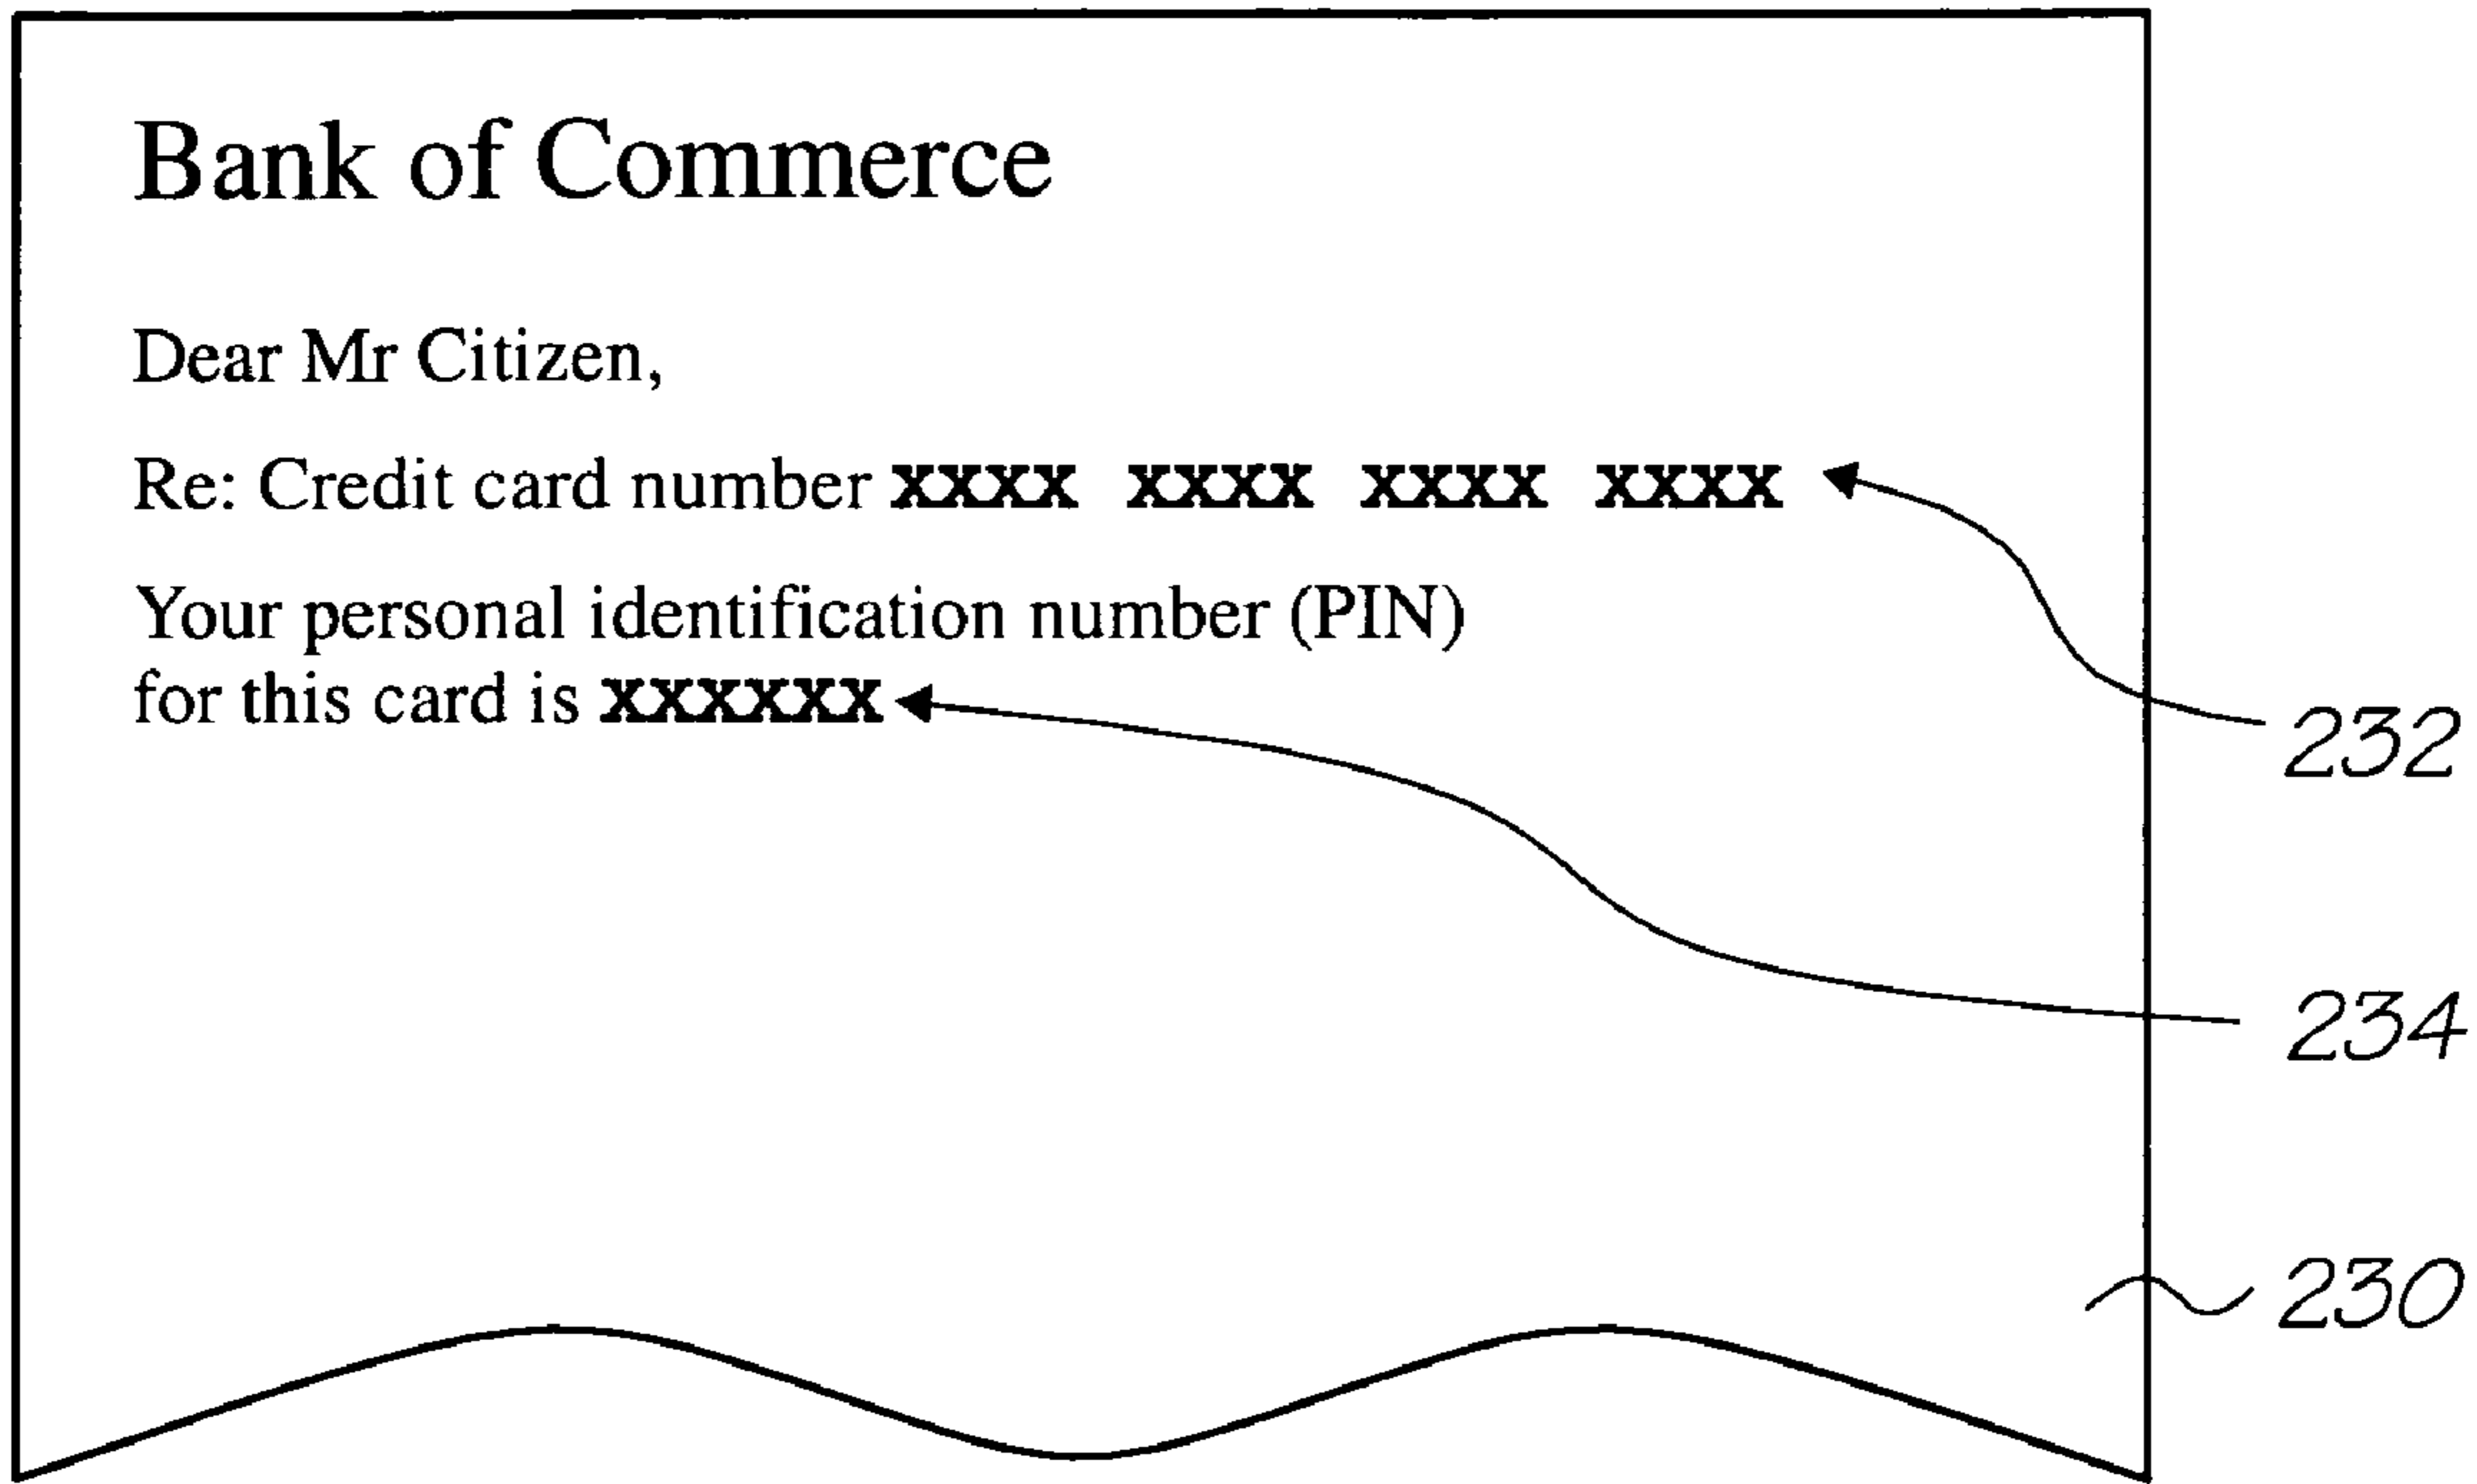 Bank of Commerce
Dear Mr Citizen,
Re: Credit card number xxxx xxxx xxxx xxxx
Your personal identification number (PIN)
for this card is xxxxxx
232
234
230